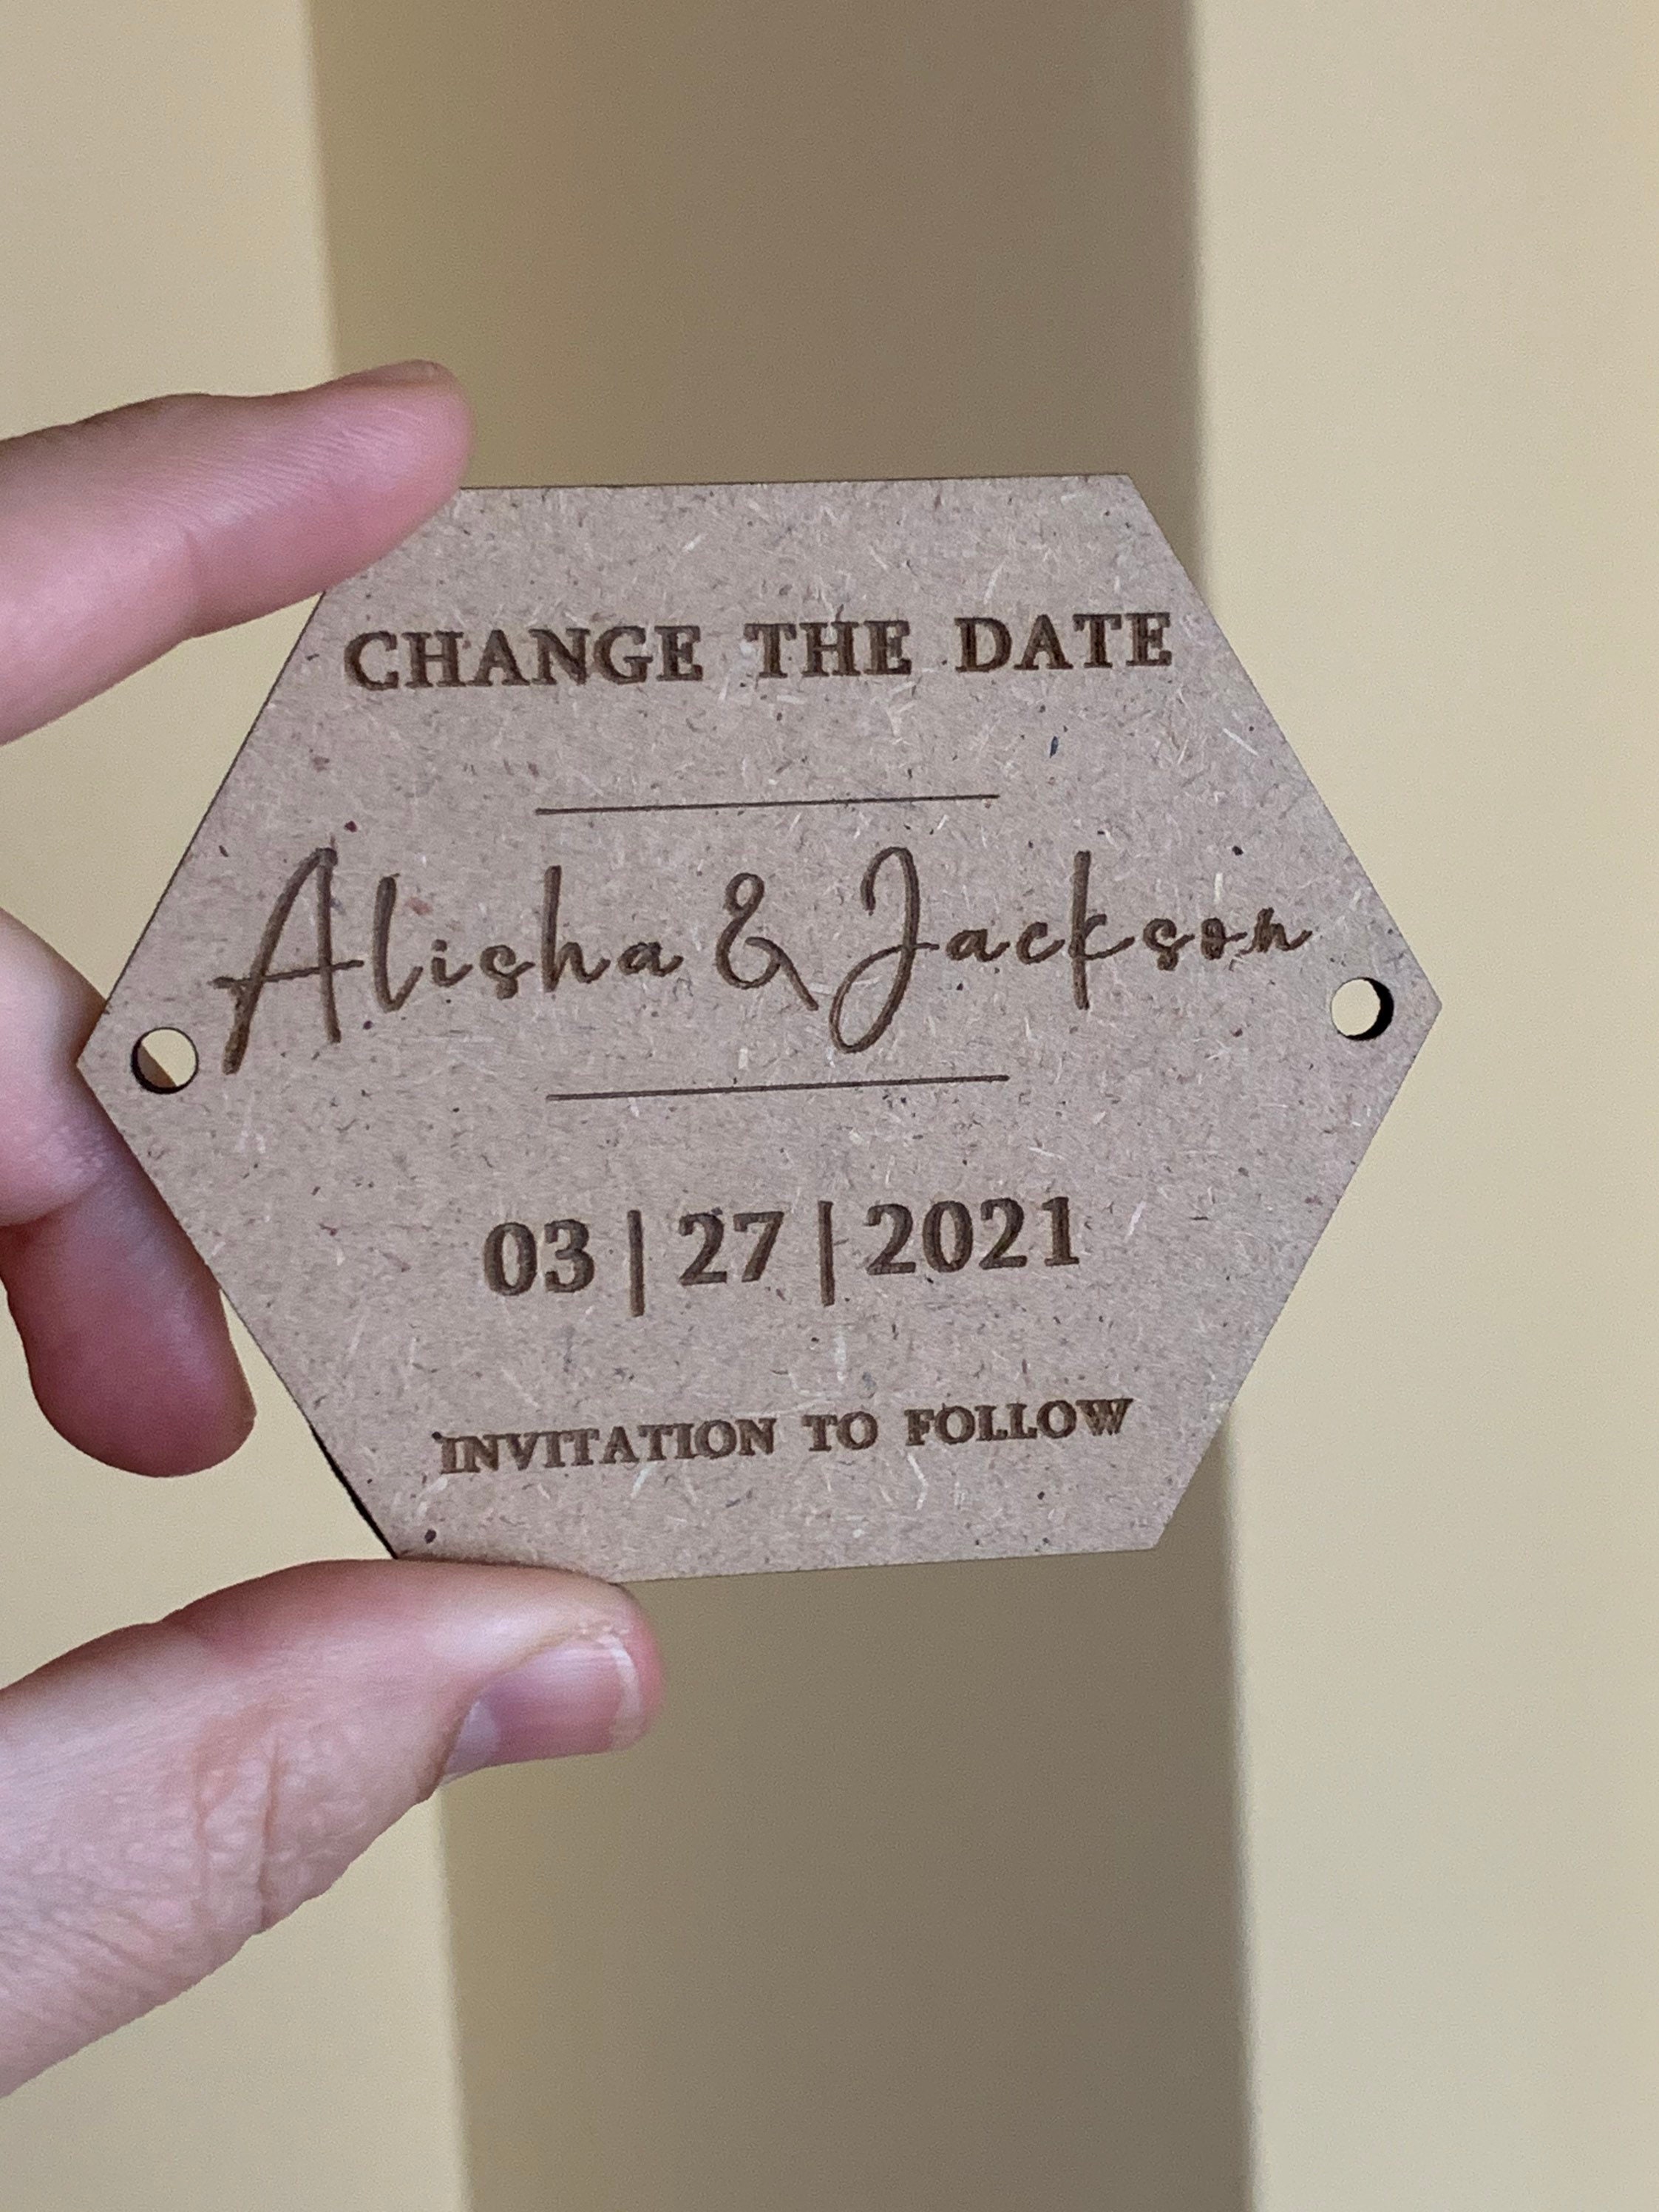 CHANGE THE DATE
Alisha & Jackson
03 | 27 | 2021
INVITATION TO FOLLOW